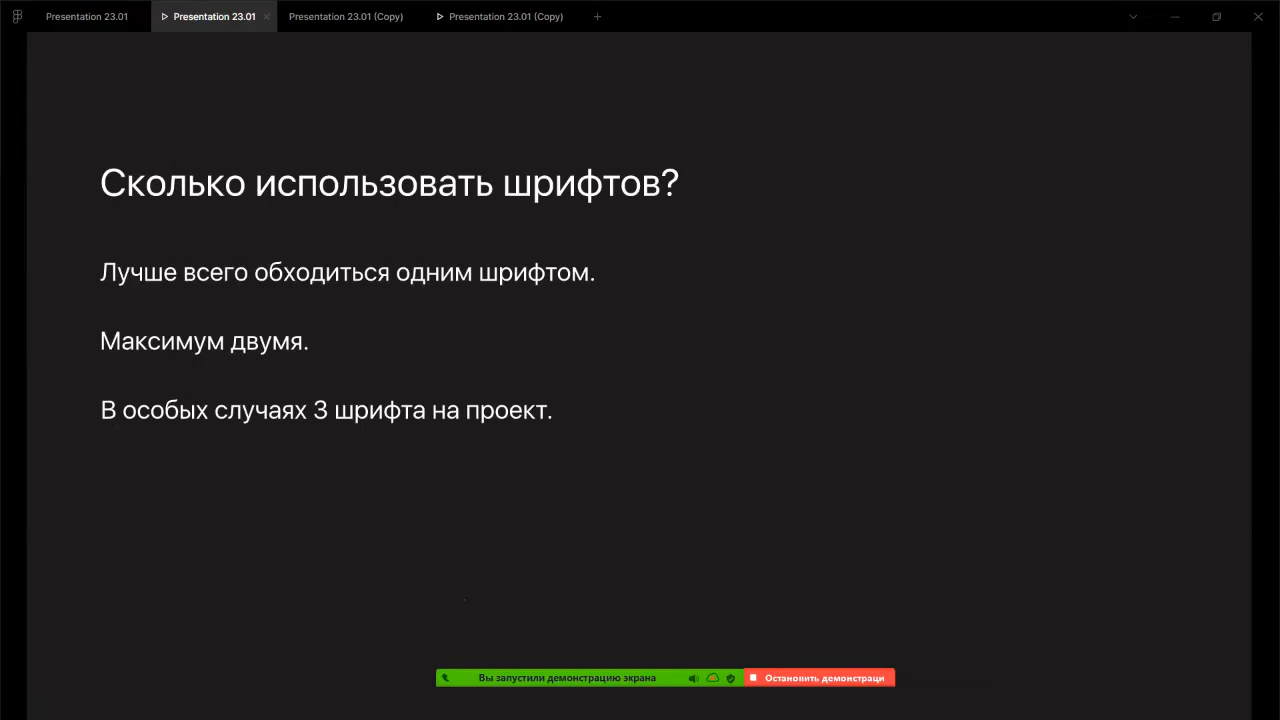 Presentation 23.01
Presentation 23.01
Presentation 23.01 (Copy)
Presentation 23.01 (Copy)
Сколько использовать шрифтов?
Лучше всего обходиться одним шрифтом.
Максимум двумя.
В особых случаях 3 шрифта на проект.
Вы запустили демонстрацию экрана
Остановить демонстраци